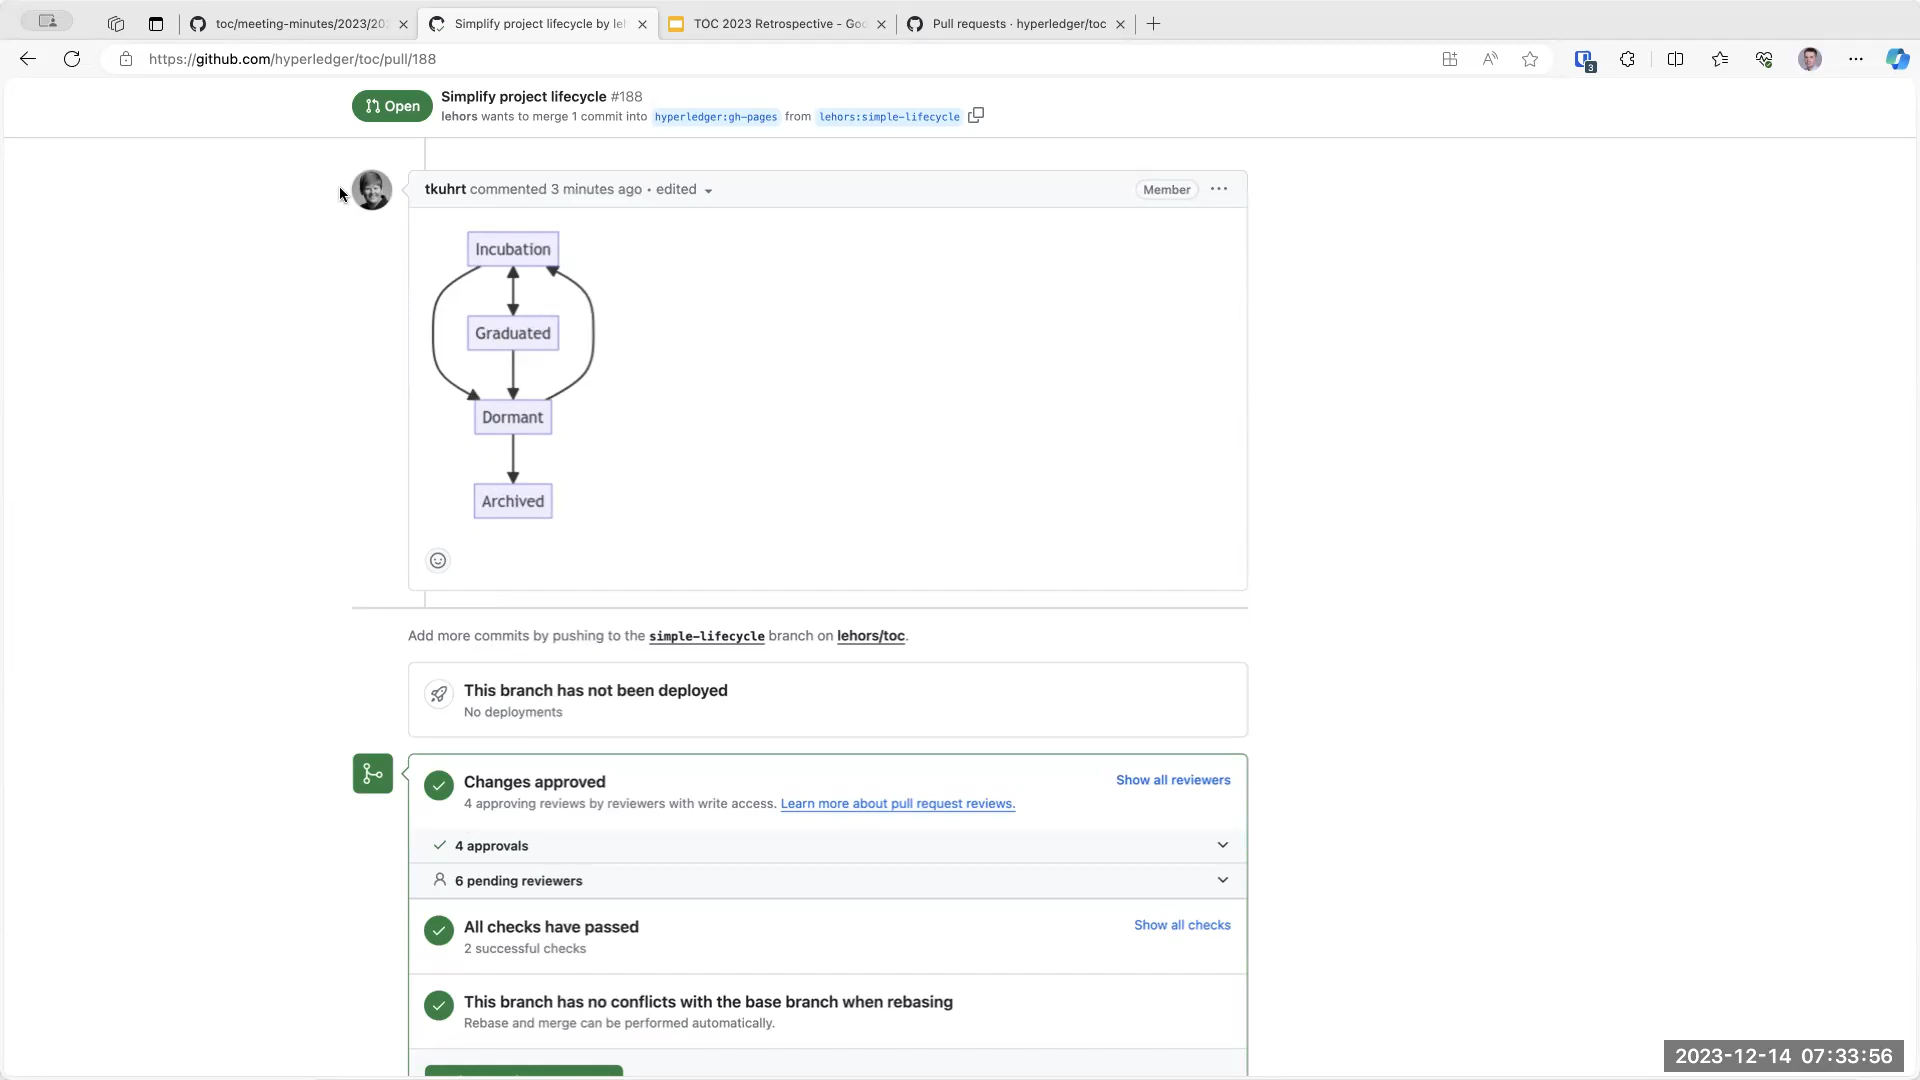 toc/meeting-minutes/2023/20
Simplify project lifecycle by le
TOC 2023 Retrospective - Goo
Pull requests · hyperledger/toc
https://github.com/hyperledger/toc/pull/188
3
Open
Simplify project lifecycle #188
lehors wants to merge 1 commit into hyperledger:gh-pages from lehors:simple-lifecycle
tkuhrt commented 3 minutes ago • edited
Member
Incubation
Graduated
Dormant
Archived
Add more commits by pushing to the simple-lifecycle branch on lehors/toc.
This branch has not been deployed
No deployments
Changes approved
Show all reviewers
4 approving reviews by reviewers with write access. Learn more about pull request reviews.
4 approvals
6 pending reviewers
All checks have passed
Show all checks
2 successful checks
This branch has no conflicts with the base branch when rebasing
Rebase and merge can be performed automatically.
2023-12-14 07:33:56